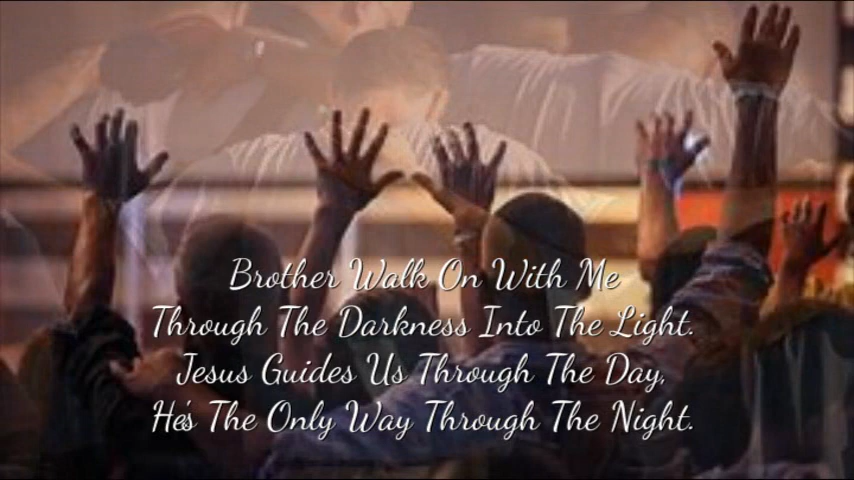 Brother Walk On With Me
Through The Darkness Into The Light.
Jesus Guides Us Through The Day,
He's The Only Way Through The Night.